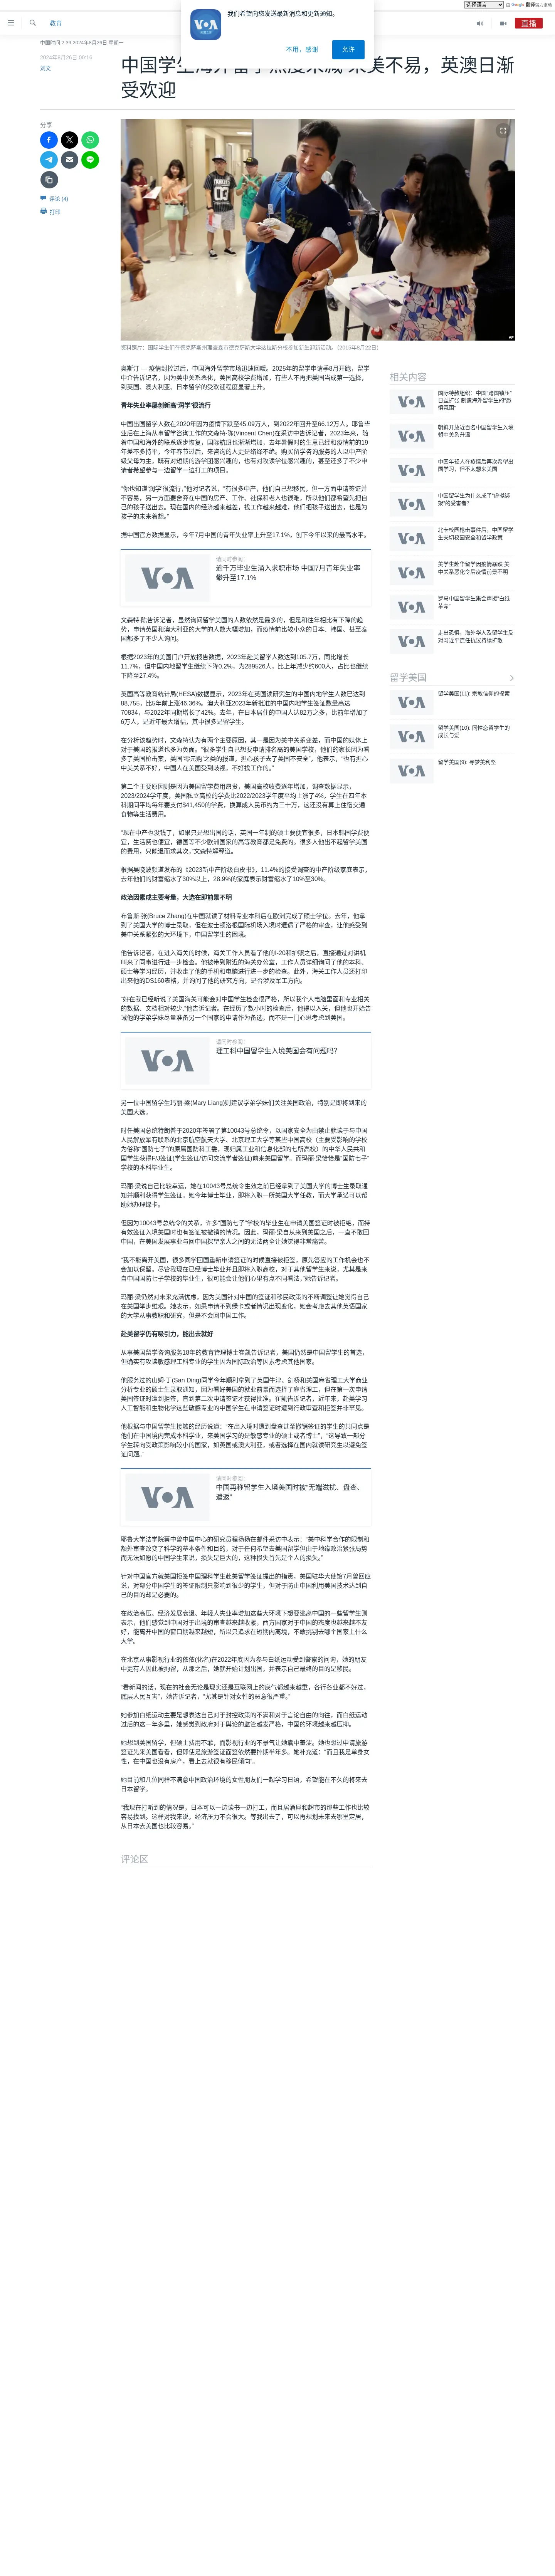 选择语言
由 Google 翻译强力驱动
我们希望向您发送最新消息和更新通知。
不用，感谢
允许
教育
直播
中国时间 2:39 2024年8月26日 星期一
中国学生海外留学热度未减 来美不易，英澳日渐受欢迎
2024年8月26日 00:19
刘文
分享
评论 (4)
打印
资料照片：国际学生们在德克萨斯州理查森市德克萨斯大学达拉斯分校参加新生迎新活动。（2015年8月22日）
奥斯汀 — 疫情封控过后，中国海外留学市场迅速回暖。2025年的留学申请季8月开跑，留学中介告诉记者，因为美中关系恶化，美国高校学费增加，有些人不再把美国当成第一选择，到英国、澳大利亚、日本留学的受欢迎程度显著上升。
青年失业率屡创新高‘润学’很流行
中国出国留学人数在2020年因为疫情下跌至45.09万人，到2022年回升至66.12万人。耶鲁毕业后在上海从事留学咨询工作的文森特·陈(Vincent Chen)在采访中告诉记者，2023年来，随着中国和海外的联系逐步恢复，国际航班也渐渐增加，去年暑假时的生意已经和疫情前的19年差不多持平，今年春节过后，来咨询的人更是络绎不绝。购买留学咨询服务的人以中产阶级父母为主，既有对短期的游学团感兴趣的，也有对攻读学位感兴趣的，甚至还多了不少申请者希望参与一边留学一边打工的项目。
“你也知道‘润学’很流行，”他对记者说，“有很多中产，他们自己想移民，但一方面申请签证并不容易，另一方面要舍弃在中国的房产、工作、社保和老人也很难，所以他们都希望先把自己的孩子送出去。现在国内的经济越来越差，找工作越来越难，他们把孩子送出去，也是为孩子的未来着想。”
据中国官方数据显示，今年7月中国的青年失业率上升至17.1%，创下今年以来的最高水平。
请同时参阅:
逾千万毕业生涌入求职市场 中国7月青年失业率攀升至17.1%
文森特·陈告诉记者，虽然询问留学美国的人数依然是最多的，但是和往年相比有下降的趋势，申请英国和澳大利亚的大学的人数大幅增加，而疫情前比较小众的日本、韩国、甚至泰国都多了不少人询问。
根据2023年的美国门户开放报告数据，2023年赴美留学人数达到105.7万，同比增长11.7%，但中国内地留学生继续下降0.2%，为289526人，比上年减少约600人，占比也继续下降至27.4%。
英国高等教育统计局(HESA)数据显示，2023年在英国读研究生的中国内地学生人数已达到88,755，比5年前上涨46.36%。澳大利亚2023年新批准的中国内地学生签证数量高达70834，与2022年同期增长了42%。去年，在日本居住的中国人达82万之多，比前年增加了6万人，是近年最大增幅，其中很多是留学生。
在分析该趋势时，文森特认为有两个主要原因，其一是因为美中关系变差，而中国的媒体上对于美国的报道也多为负面。“很多学生自己想要申请排名高的美国学校，他们的家长因为看多了美国枪击案，美国‘零元购’之类的报道，担心孩子去了美国不安全”，他表示，“也有担心中美关系不好，中国人在美国受到歧视，不好找工作的。”
第二个主要原因则是因为美国留学费用昂贵，美国高校收费逐年增加，调查数据显示，2023/2024学年度，美国私立高校的学费比2022/2023学年度平均上涨了4%，学生在四年本科期间平均每年要支付$41,450的学费，换算成人民币约为三十万，这还没有算上住宿交通食物等生活费用。
“现在中产也没钱了，如果只是想出国的话，英国一年制的硕士要便宜很多，日本韩国学费便宜，生活费也便宜，德国等不少欧洲国家的高等教育都是免费的。很多人他出不起留学美国的费用，只能退而求其次，”文森特解释道。
根据吴晓波频道发布的《2023新中产阶级白皮书》，11.4%的接受调查的中产阶级家庭表示，去年他们的财富缩水了30%以上，28.9%的家庭表示财富缩水了10%至30%。
政治因素成主要考量，大选在即前景不明
布鲁斯·张(Bruce Zhang)在中国就读了材料专业本科后在欧洲完成了硕士学位。去年，他拿到了美国大学的博士录取，但在波士顿洛根国际机场入境时遭遇了严格的审查，让他感受到美中关系紧张的大环境下，中国留学生的困境。
他告诉记者，在进入海关的时候，海关工作人员看了他的I-20和护照之后，直接通过对讲机叫来了同事进行进一步检查。他被带到附近的海关办公室，工作人员详细询问了他的本科、硕士等学习经历，并收走了他的手机和电脑进行进一步的检查。此外，海关工作人员还打印出来他的DS160表格，并询问了他的研究方向，是否涉及军工方向。
“好在我已经听说了美国海关可能会对中国学生检查很严格，所以我个人电脑里面和专业相关的数据、文档相对较少，”他告诉记者。在经历了数小时的检查后，他得以入关，但他也开始告诫他的学弟学妹尽量准备另一个国家的申请作为备选，而不是一门心思考虑到美国。
请同时参阅:
理工科中国留学生入境美国会有问题吗?
另一位中国留学生玛丽·梁(Mary Liang)则建议学弟学妹们关注美国政治，特别是即将到来的美国大选。
时任美国总统特朗普于2020年签署了第10043号总统令，以国家安全为由禁止就读于与中国人民解放军有联系的北京航空航天大学、北京理工大学等某些中国高校（主要受影响的学校为俗称“国防七子”的原属国防科工委，现归属工业和信息化部的七所高校）的中华人民共和国学生获得F/J签证(学生签证/访问交流学者签证)前来美国留学。而玛丽·梁恰恰是“国防七子”学校的本科毕业生。
玛丽·梁说自己比较幸运，她在10043号总统令生效之前已经拿到了美国大学的博士生录取通知并顺利获得学生签证。她今年博士毕业，即将入职一所美国大学任教，而大学承诺可以帮助她办理绿卡。
但因为10043号总统令的关系，许多“国防七子”学校的毕业生在申请美国签证时被拒绝，而持有效签证入境美国时也有签证被撤销的情况。因此，玛丽·梁自从来到美国之后，一直不敢回中国，在美国发展事业与回中国探望亲人之间的无法两全让她觉得非常痛苦。
“我不能离开美国，很多同学回国重新申请签证的时候直接被拒签，原先答应的工作机会也不会加以保留，尽管我现在已经博士毕业并且即将入职高校，对于其他留学生来说，尤其是来自中国国防七子学校的毕业生，很可能会让他们心里有点不同看法，”她告诉记者。
玛丽·梁仍然对未来充满忧虑，因为美国针对中国的签证和移民政策的不断调整让她觉得自己在美国举步维艰。她表示，如果申请不到绿卡或者情况出现变化，她会考虑去其他英语国家的大学从事教职和研究，但是不会回中国工作。
赴美留学仍有吸引力，能出去就好
从事美国留学咨询服务18年的教育管理博士崔凯告诉记者，美国仍然是中国留学生的首选，但确实有攻读敏感理工科专业的学生因为国际政治等因素考虑其他国家。
他服务过的山姆·丁(San Ding)同学今年顺利拿到了英国牛津、剑桥和美国麻省理工大学商业分析专业的硕士生录取通知，因为看好美国的就业前景而选择了麻省理工，但在第一次申请美国签证时遭到拒签，直到第二次申请签证才获得批准。崔凯告诉记者，近年来，赴美学习人工智能和生物化学这些敏感专业的中国学生在申请签证时遭到行政审查和拒签并非罕见。
他根据与中国留学生接触的经历说道：“在出入境时遭到盘查甚至撤销签证的学生的共同点是他们在中国境内完成本科学业，来美国学习的是敏感专业的硕士或者博士”，“这导致一部分学生转向受政策影响较小的国家，如英国或澳大利亚，或者选择在国内就读研究生以避免签证问题。”
请同时参阅:
中国再称留学生入境美国时被“无端滋扰、盘查、遣返”
耶鲁大学法学院蔡中曾中国中心的研究员程扬扬在邮件采访中表示：“美中科学合作的限制和额外审查改变了科学的基本条件和目的，对于任何希望去美国留学但由于地缘政治紧张局势而无法如愿的中国学生来说，损失是巨大的，这种损失首先是个人的损失。”
针对中国官方就美国拒签中国理科学生赴美留学签证提出的指责，美国驻华大使馆7月曾回应说，对部分中国学生的签证限制只影响到很少的学生，但对于防止中国利用美国技术达到自己的目的却是必要的。
在政治高压、经济发展衰退、年轻人失业率增加这些大环境下想要逃离中国的一些留学生则表示，他们感觉到中国对于出境的审查越来越收紧，西方国家对于中国的态度也越来越不友好，能离开中国的窗口期越来越短，所以只追求在短期内离境，不敢挑剔去哪个国家上什么大学。
在北京从事影视行业的依依(化名)在2022年底因为参与白纸运动受到警察的问询，她的朋友中更有人因此被拘留，从那之后，她就开始计划出国，并表示自己最终的目的是移民。
“看新闻的话，现在的社会无论是现实还是互联网上的戾气都越来越重，各行各业都不好过，底层人民互害”，她告诉记者，“尤其是针对女性的恶意很严重。”
她参加白纸运动主要是想表达自己对于封控政策的不满和对于言论自由的向往，而白纸运动过后的这一年多里，她感觉到政府对于舆论的监管越发严格，中国的环境越来越压抑。
她想到美国留学，但硕士费用不菲，而影视行业的不景气让她囊中羞涩。她也想过申请旅游签证先来美国看看，但即使是旅游签证面签依然要排期半年多。她补充道：“而且我是单身女性，在中国也没有房产，看上去就很有移民倾向”。
她目前和几位同样不满意中国政治环境的女性朋友们一起学习日语，希望能在不久的将来去日本留学。
“我现在打听到的情况是，日本可以一边读书一边打工，而且居酒屋和超市的那些工作也比较容易找到。这样对我来说，经济压力不会很大。等我出去了，可以再规划未来去哪里定居，从日本去美国也比较容易。”
评论区
相关内容
国际特赦组织：中国“跨国镇压”日益扩张 制造海外留学生的“恐惧氛围”
朝鲜开放近百名中国留学生入境 朝中关系升温
中国年轻人在疫情后再次希望出国学习，但不太想来美国
中国留学生为什么成了“虚拟绑架”的受害者?
北卡校园枪击事件后，中国留学生关切校园安全和留学政策
美学生赴华留学因疫情暴跌 美中关系恶化令后疫情前景不明
罗马中国留学生集会声援“白纸革命”
走出恐惧，海外华人及留学生反对习近平连任抗议持续扩散
留学美国
留学美国(11): 宗教信仰的探索
留学美国(10): 同性恋留学生的成长与爱
留学美国(9): 寻梦美利坚